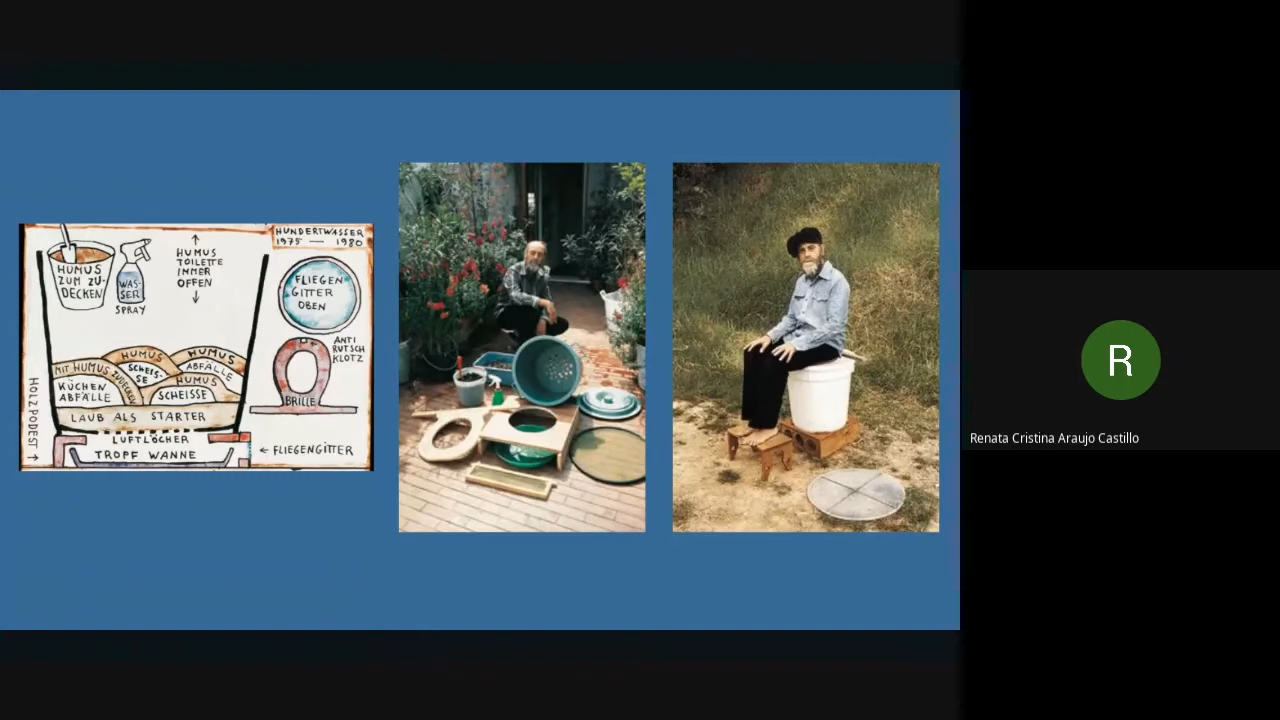 HUNDERTWASSER
1975 — 1980
HUMUS
ZUM ZU-
DECKEN
WAS-
SER
SPRAY
↑
HUMUS
TOILETTE
IMMER
OFFEN
↓
FLIEGEN
GITTER
OBEN
ANTI
RUTSCH
KLOTZ
BRILLE
MIT HUMUS
ZUDECKEN
HUMUS
SCHEIS-
SE
HUMUS
ABFÄLLE
KÜCHEN
ABFÄLLE
HUMUS
SCHEISSE
LAUB ALS STARTER
LUFTLÖCHER
TROPF WANNE
← FLIEGENGITTER
HOLZPODEST →
R
Renata Cristina Araujo Castillo